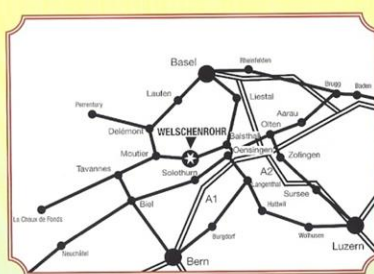 Basel
Rheinfelden
Laufen
Liestal
Brugg
Baden
Porrentruy
Aarau
Delémont
WELSCHENROHR
Olten
Balsthal
Moutier
Oensingen
Zofingen
Tavannes
Solothurn
A2
Langenthal
Sursee
La Chaux de Fonds
Biel
A1
Huttwil
Luzern
Neuchâtel
Burgdorf
Wolhusen
Bern